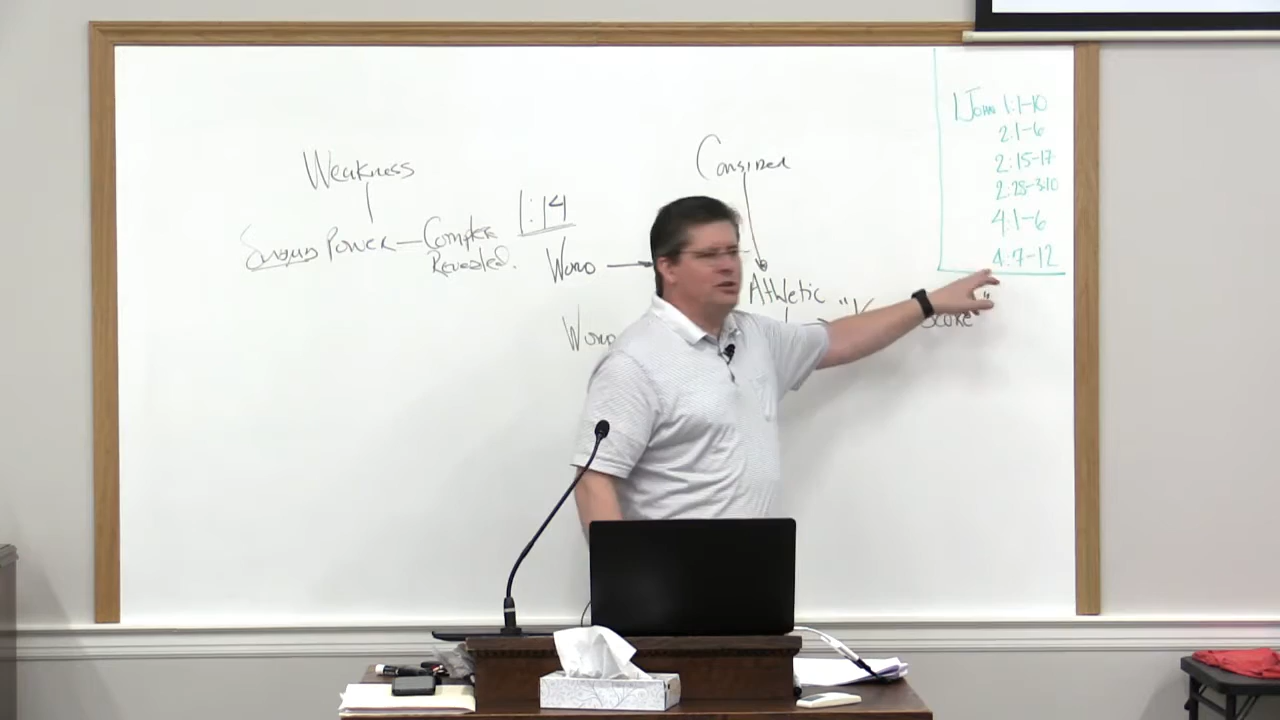 Weakness
Power — Complete
Revealed.
1:14
Word
Word
Consider
Athletic
Score"
1 John 1:1-10
2:1-6
2:15-17
2:28-3:10
4:1-6
4:7-12